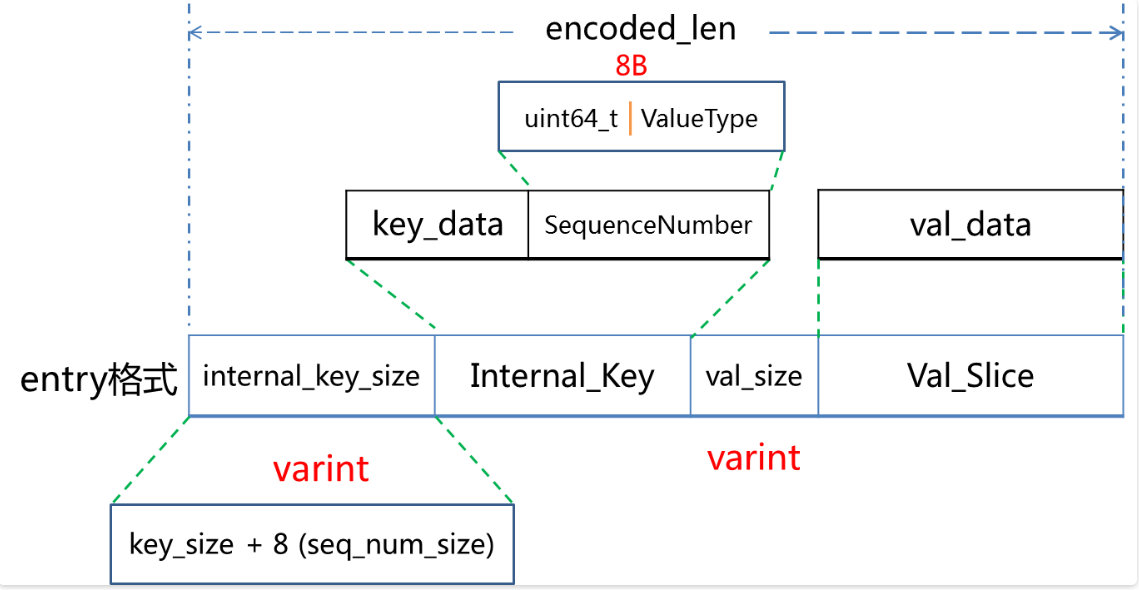 encoded_len
8B
uint64_t | ValueType
key_data SequenceNumber val_data
entry格式 internal_key_size Internal_Key val_size Val_Slice
varint varint
key_size + 8 (seq_num_size)